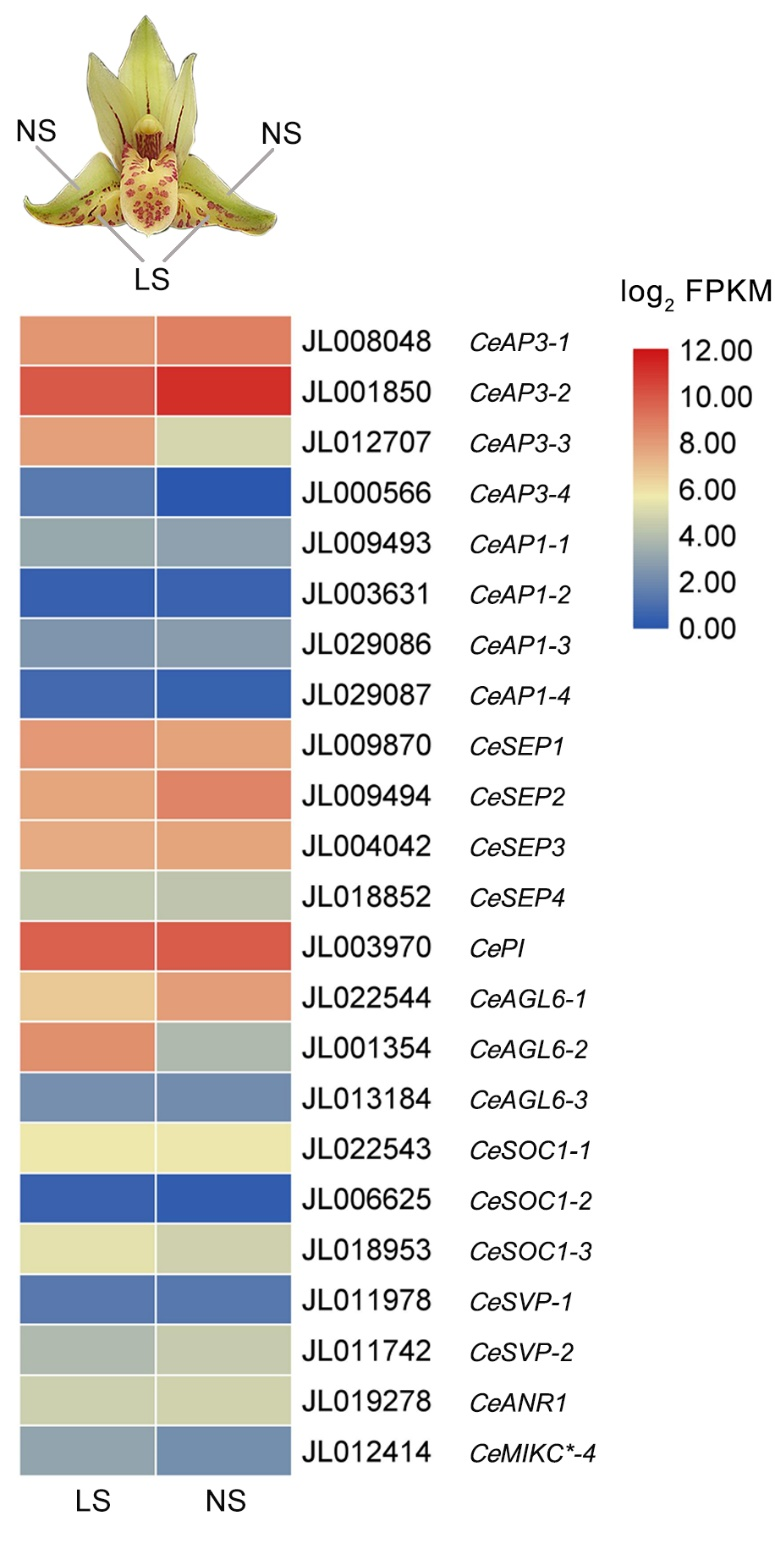 NS
NS
LS
log2 FPKM
12.00
10.00
8.00
6.00
4.00
2.00
0.00
JL008048 CeAP3-1
JL001850 CeAP3-2
JL012707 CeAP3-3
JL000566 CeAP3-4
JL009493 CeAP1-1
JL003631 CeAP1-2
JL029086 CeAP1-3
JL029087 CeAP1-4
JL009870 CeSEP1
JL009494 CeSEP2
JL004042 CeSEP3
JL018852 CeSEP4
JL003970 CePI
JL022544 CeAGL6-1
JL001354 CeAGL6-2
JL013184 CeAGL6-3
JL022543 CeSOC1-1
JL006625 CeSOC1-2
JL018953 CeSOC1-3
JL011978 CeSVP-1
JL011742 CeSVP-2
JL019278 CeANR1
JL012414 CeMIKC*-4
LS NS